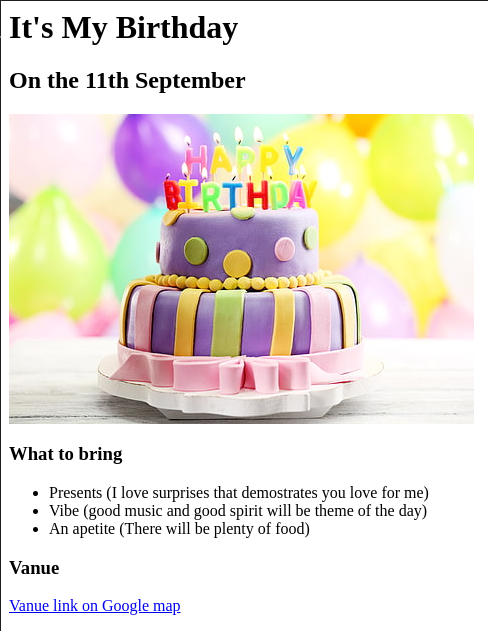 It's My Birthday
On the 11th September
HAPPY
BIRTHDAY
What to bring
Presents (I love surprises that demostrates you love for me)
Vibe (good music and good spirit will be theme of the day)
An apetite (There will be plenty of food)
Vanue
Vanue link on Google map